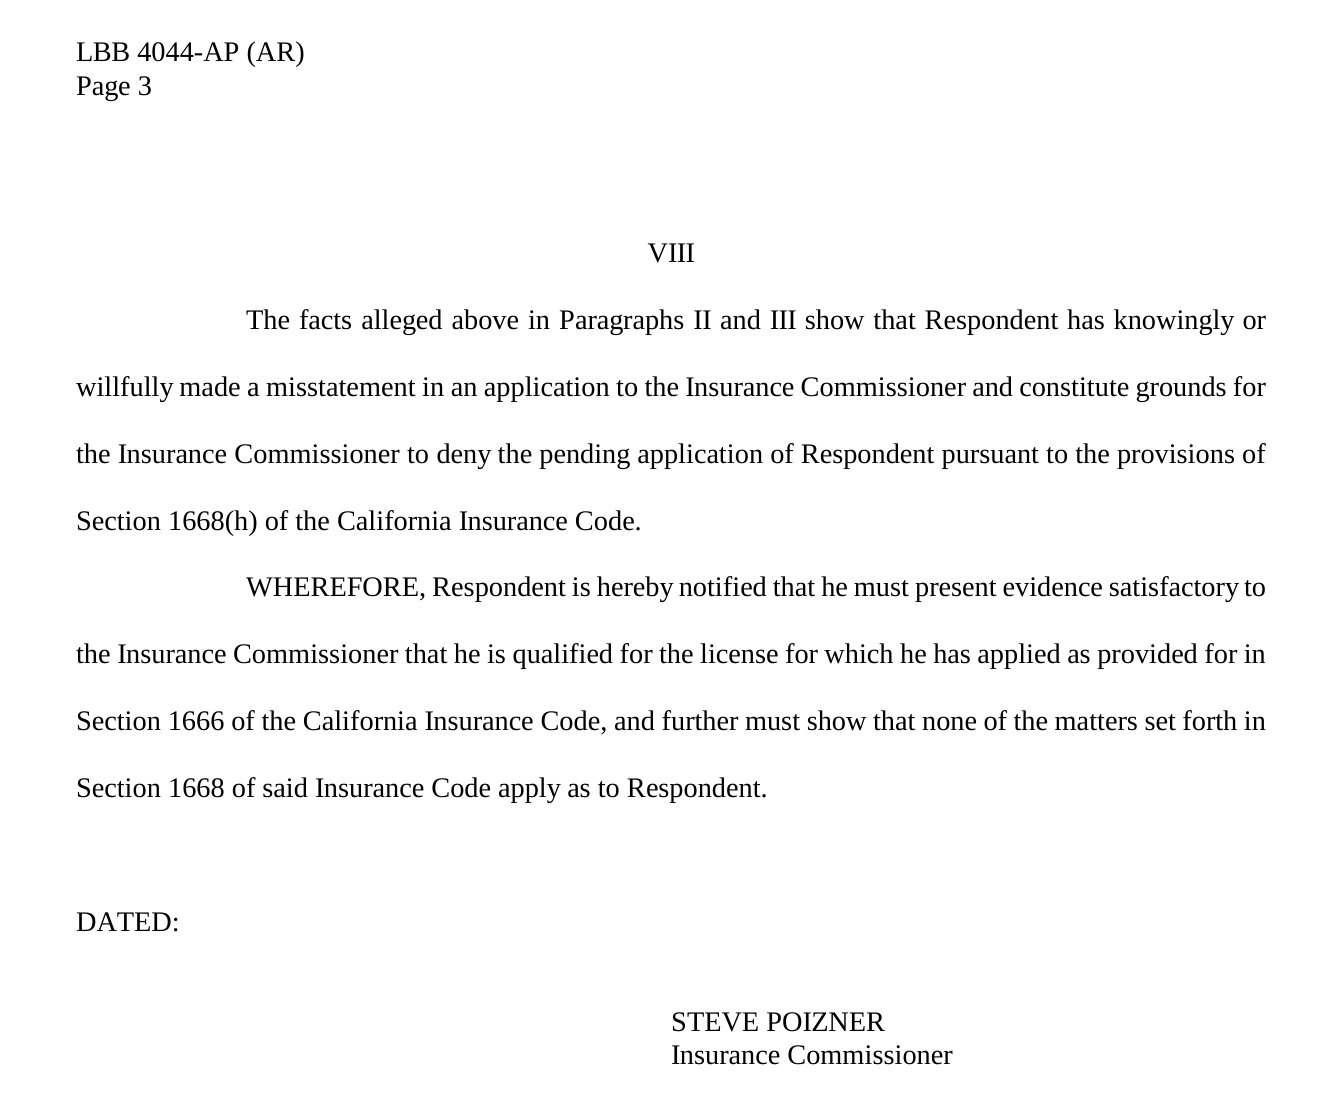 LBB 4044-AP (AR)
Page 3
VIII
The facts alleged above in Paragraphs II and III show that Respondent has knowingly or
willfully made a misstatement in an application to the Insurance Commissioner and constitute grounds for
the Insurance Commissioner to deny the pending application of Respondent pursuant to the provisions of
Section 1668(h) of the California Insurance Code.
WHEREFORE, Respondent is hereby notified that he must present evidence satisfactory to
the Insurance Commissioner that he is qualified for the license for which he has applied as provided for in
Section 1666 of the California Insurance Code, and further must show that none of the matters set forth in
Section 1668 of said Insurance Code apply as to Respondent.
DATED:
STEVE POIZNER
Insurance Commissioner